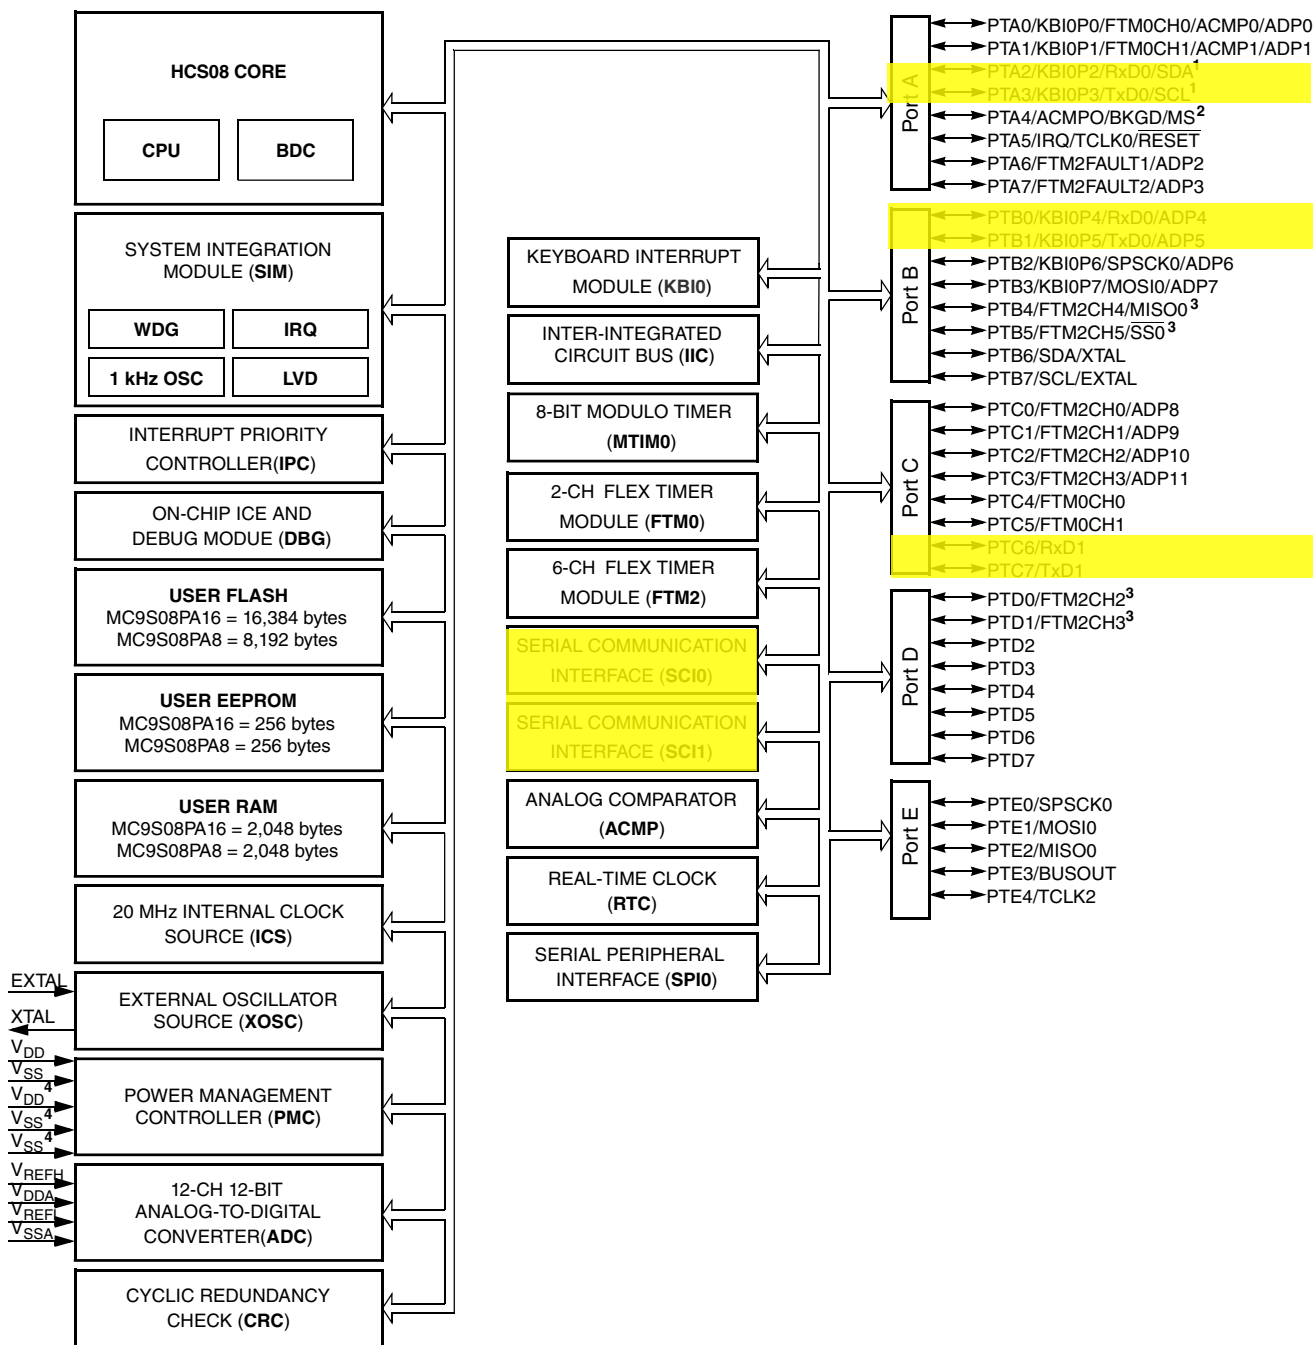 HCS08 CORE
CPU
BDC
SYSTEM INTEGRATION
MODULE (SIM)
WDG
IRQ
1 kHz OSC
LVD
INTERRUPT PRIORITY
CONTROLLER(IPC)
ON-CHIP ICE AND
DEBUG MODUE (DBG)
USER FLASH
MC9S08PA16 = 16,384 bytes
MC9S08PA8 = 8,192 bytes
USER EEPROM
MC9S08PA16 = 256 bytes
MC9S08PA8 = 256 bytes
USER RAM
MC9S08PA16 = 2,048 bytes
MC9S08PA8 = 2,048 bytes
20 MHz INTERNAL CLOCK
SOURCE (ICS)
EXTAL
XTAL
EXTERNAL OSCILLATOR
SOURCE (XOSC)
VDD
VSS
VDD4
VSS4
VSS4
POWER MANAGEMENT
CONTROLLER (PMC)
VREFH
VDDA
VREFL
VSSA
12-CH 12-BIT
ANALOG-TO-DIGITAL
CONVERTER(ADC)
CYCLIC REDUNDANCY
CHECK (CRC)
KEYBOARD INTERRUPT
MODULE (KBI0)
INTER-INTEGRATED
CIRCUIT BUS (IIC)
8-BIT MODULO TIMER
(MTIM0)
2-CH FLEX TIMER
MODULE (FTM0)
6-CH FLEX TIMER
MODULE (FTM2)
SERIAL COMMUNICATION
INTERFACE (SCI0)
SERIAL COMMUNICATION
INTERFACE (SCI1)
ANALOG COMPARATOR
(ACMP)
REAL-TIME CLOCK
(RTC)
SERIAL PERIPHERAL
INTERFACE (SPI0)
Port A
PTA0/KBI0P0/FTM0CH0/ACMP0/ADP0
PTA1/KBI0P1/FTM0CH1/ACMP1/ADP1
PTA2/KBI0P2/RxD0/SDA1
PTA3/KBI0P3/TxD0/SCL1
PTA4/ACMPO/BKGD/MS2
PTA5/IRQ/TCLK0/RESET
PTA6/FTM2FAULT1/ADP2
PTA7/FTM2FAULT2/ADP3
Port B
PTB0/KBI0P4/RxD0/ADP4
PTB1/KBI0P5/TxD0/ADP5
PTB2/KBI0P6/SPSCK0/ADP6
PTB3/KBI0P7/MOSI0/ADP7
PTB4/FTM2CH4/MISO0 3
PTB5/FTM2CH5/SS0 3
PTB6/SDA/XTAL
PTB7/SCL/EXTAL
Port C
PTC0/FTM2CH0/ADP8
PTC1/FTM2CH1/ADP9
PTC2/FTM2CH2/ADP10
PTC3/FTM2CH3/ADP11
PTC4/FTM0CH0
PTC5/FTM0CH1
PTC6/RxD1
PTC7/TxD1
Port D
PTD0/FTM2CH2 3
PTD1/FTM2CH3 3
PTD2
PTD3
PTD4
PTD5
PTD6
PTD7
Port E
PTE0/SPSCK0
PTE1/MOSI0
PTE2/MISO0
PTE3/BUSOUT
PTE4/TCLK2